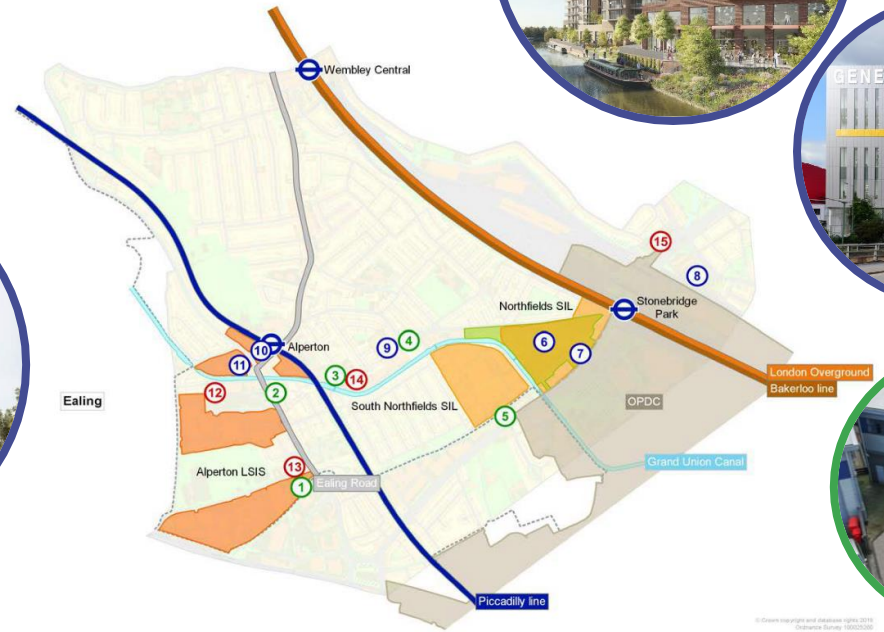 GENE
Wembley Central
15
8
Northfields SIL
Stonebridge
Park
6
7
10
Alperton
9
4
11
3
14
12
2
South Northfields SIL
London Overground
Bakerloo line
Ealing
OPDC
5
Alperton LSIS
13
1
Ealing Road
Grand Union Canal
Piccadilly line
© Crown copyright and database rights 2019
Ordnance Survey 100025260